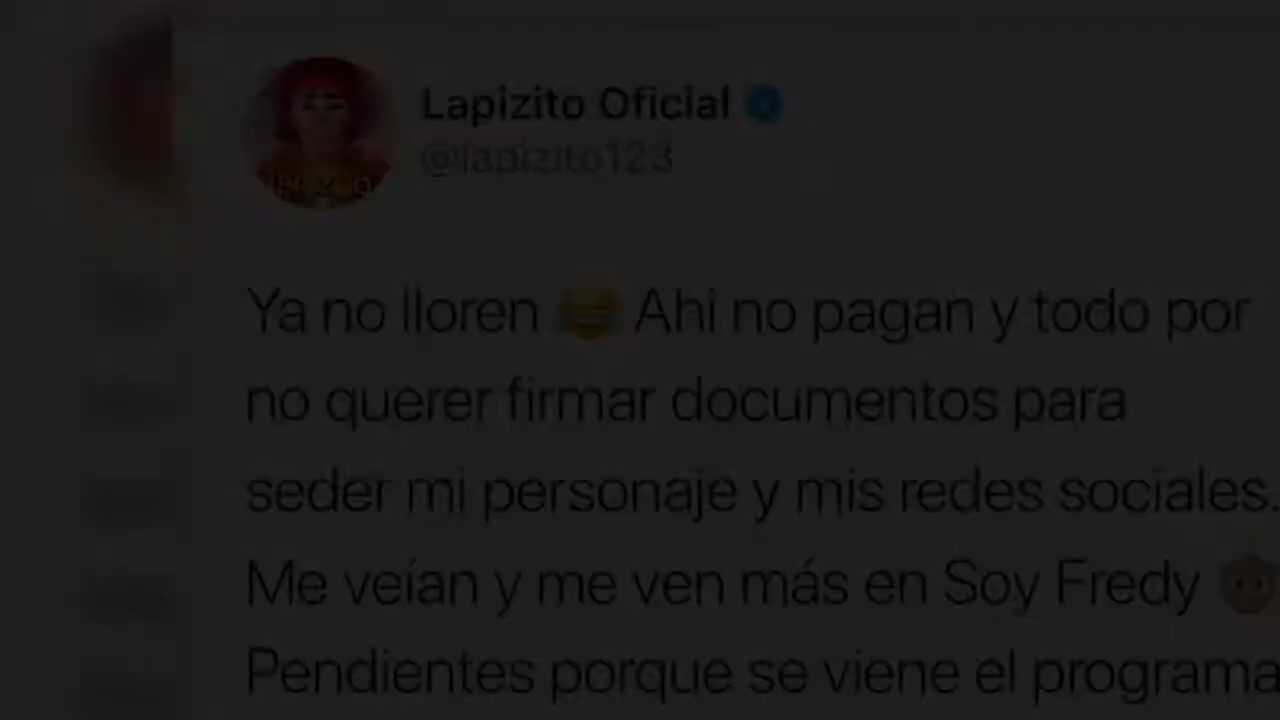 Lapizito Oficial
@lapizito123
Ya no lloren 😅 Ahi no pagan y todo por
no querer firmar documentos para
seder mi personaje y mis redes sociales.
Me veían y me ven más en Soy Fredy
Pendientes porque se viene el programa